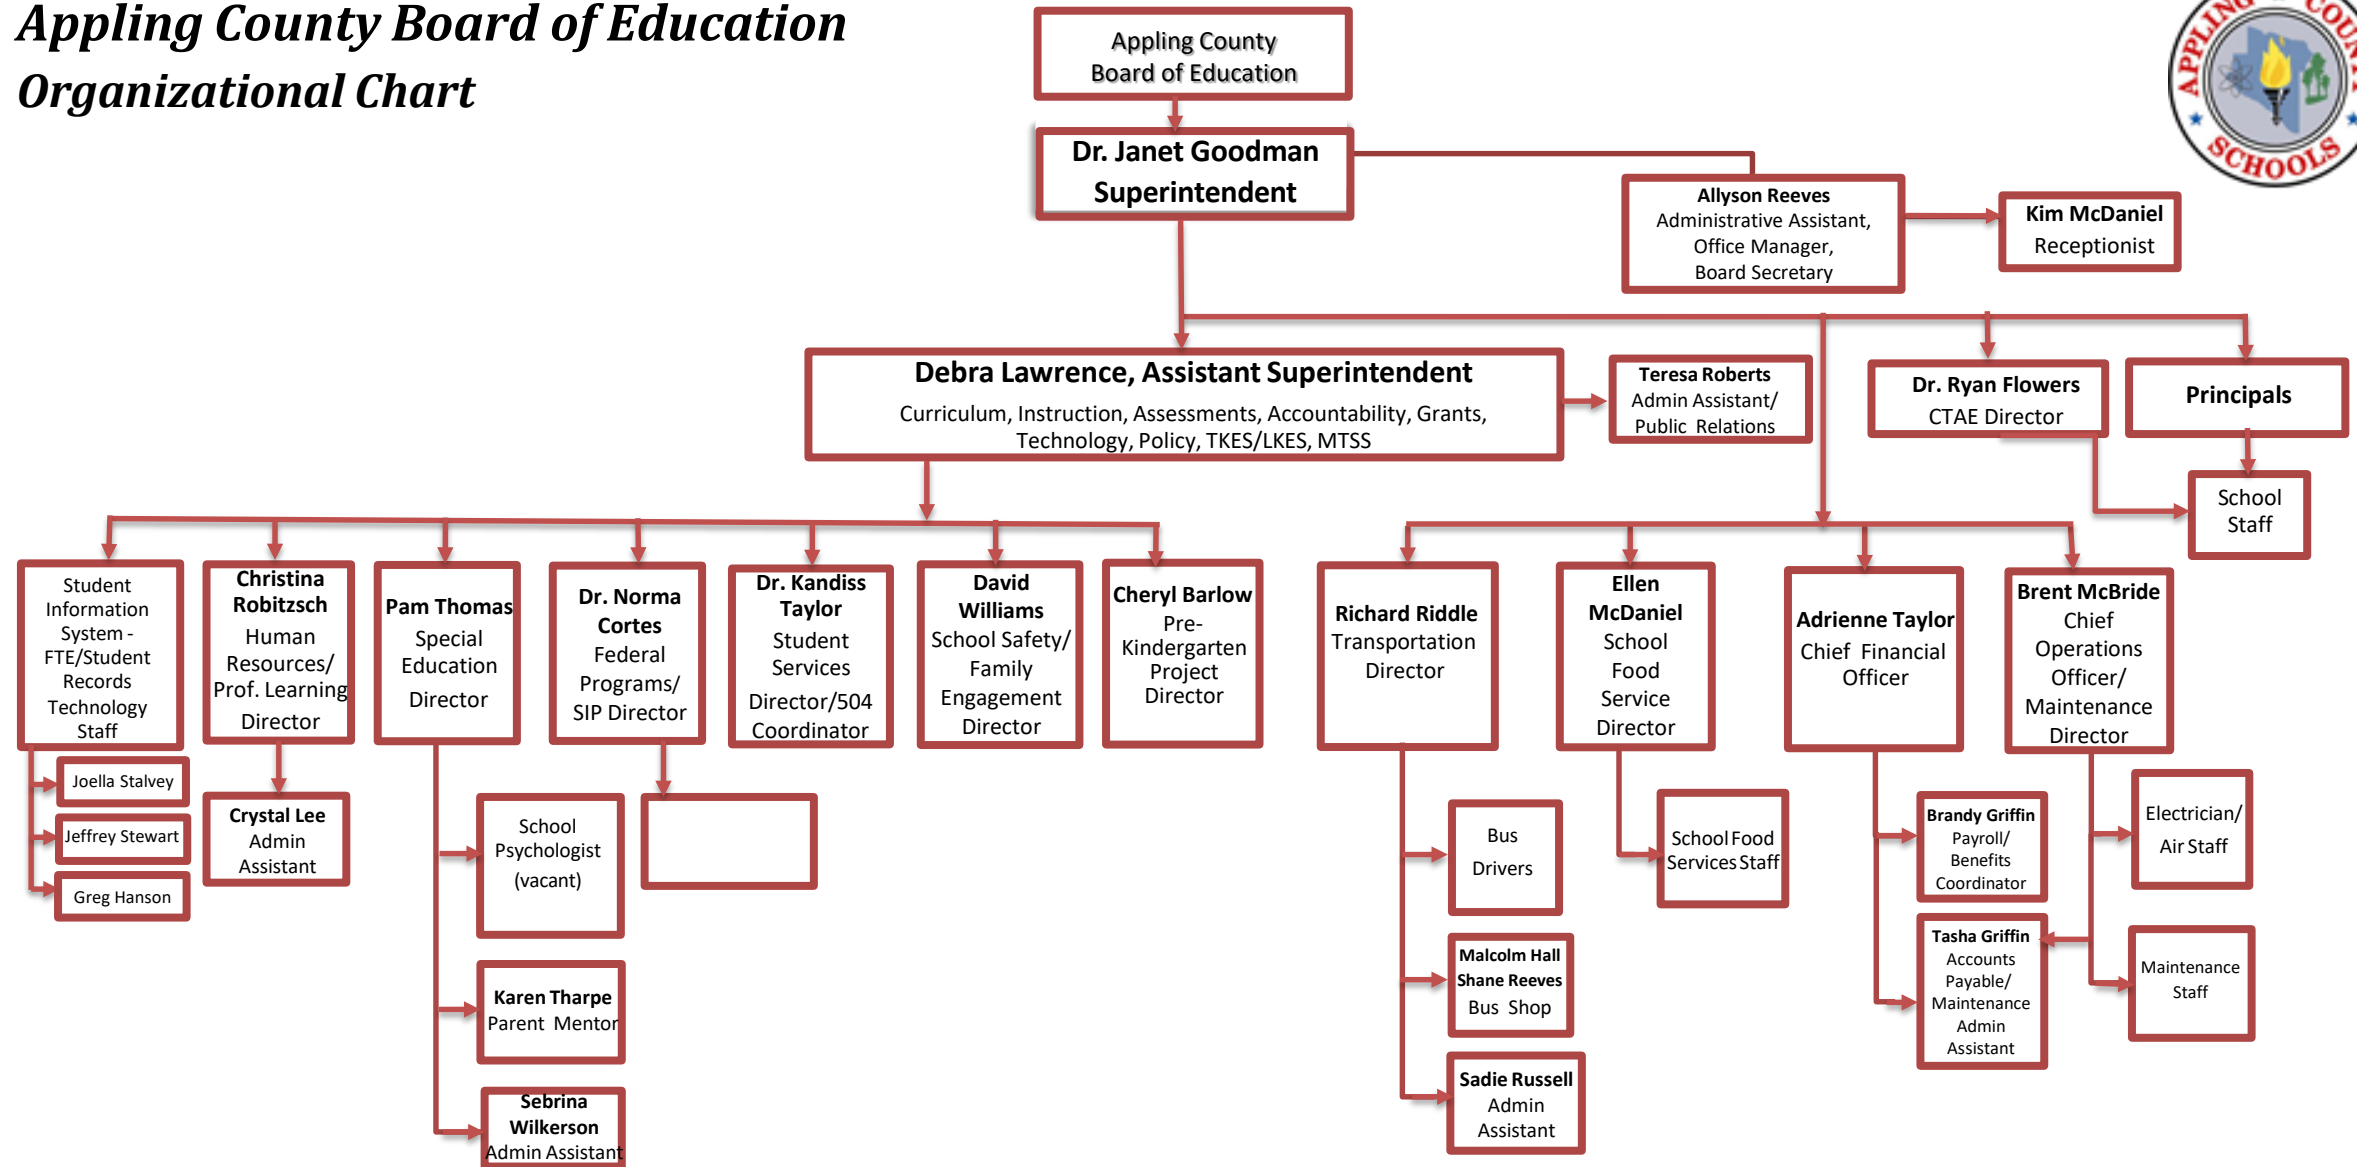 Appling County Board of Education
Organizational Chart
Appling County
Board of Education
APPLING COUNTY
SCHOOLS
Dr. Janet Goodman
Superintendent
Allyson Reeves
Administrative Assistant,
Office Manager,
Board Secretary
Kim McDaniel
Receptionist
Debra Lawrence, Assistant Superintendent
Curriculum, Instruction, Assessments, Accountability, Grants,
Technology, Policy, TKES/LKES, MTSS
Teresa Roberts
Admin Assistant/
Public Relations
Dr. Ryan Flowers
CTAE Director
Principals
School
Staff
Student
Information
System -
FTE/Student
Records
Technology
Staff
Joella Stalvey
Jeffrey Stewart
Greg Hanson
Christina
Robitzsch
Human
Resources/
Prof. Learning
Director
Crystal Lee
Admin
Assistant
Pam Thomas
Special
Education
Director
School
Psychologist
(vacant)
Karen Tharpe
Parent Mentor
Sebrina
Wilkerson
Admin Assistant
Dr. Norma
Cortes
Federal
Programs/
SIP Director
Dr. Kandiss
Taylor
Student
Services
Director/504
Coordinator
David
Williams
School Safety/
Family
Engagement
Director
Cheryl Barlow
Pre-
Kindergarten
Project
Director
Richard Riddle
Transportation
Director
Bus
Drivers
Malcolm Hall
Shane Reeves
Bus Shop
Sadie Russell
Admin
Assistant
Ellen
McDaniel
School
Food
Service
Director
School Food
Services Staff
Adrienne Taylor
Chief Financial
Officer
Brandy Griffin
Payroll/
Benefits
Coordinator
Tasha Griffin
Accounts
Payable/
Maintenance
Admin
Assistant
Brent McBride
Chief
Operations
Officer/
Maintenance
Director
Electrician/
Air Staff
Maintenance
Staff